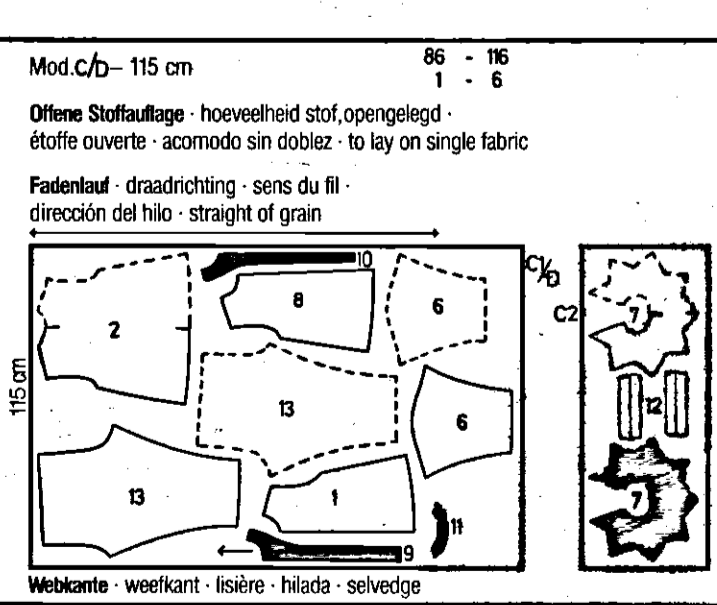 Mod.C/D– 115 cm
86 - 116
1 - 6
Offene Stoffauflage · hoeveelheid stof,opengelegd ·
étoffe ouverte · acomodo sin doblez · to lay on single fabric
Fadenlauf · draadrichting · sens du fil ·
dirección del hilo · straight of grain
10
C1/D
8
6
C2
7
2
115 cm
13
6
12
13
1
11
7
9
Webkante · weefkant · lisière · hilada · selvedge